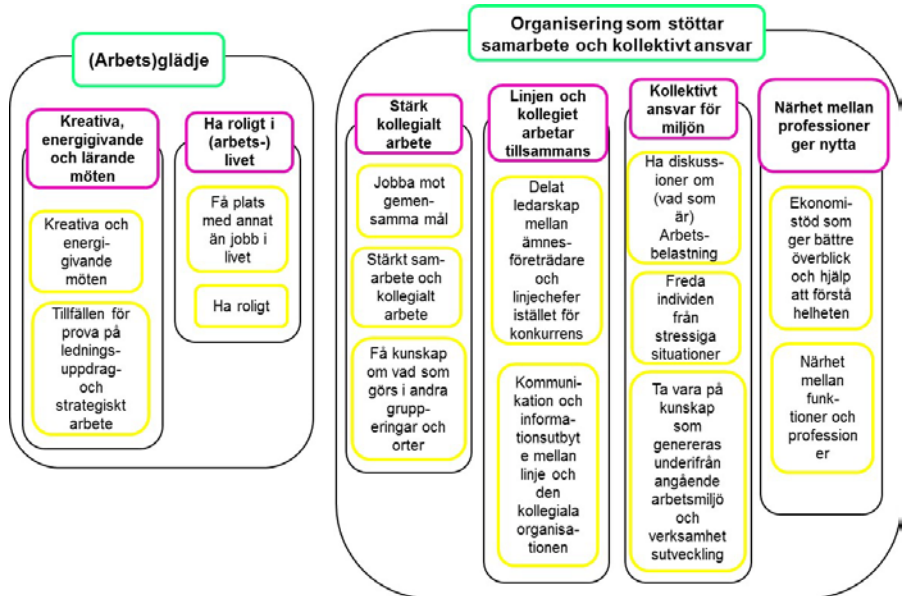 (Arbets)glädje
Kreativa,
energigivande
och lärande
möten
Kreativa och
energi-
givande
möten
Tillfällen för
prova på
lednings-
uppdrag-
och
strategiskt
arbete
Ha roligt i
(arbets-)
livet
Få plats
med annat
än jobb i
livet
Ha roligt
Organisering som stöttar
samarbete och kollektivt ansvar
Stärk
kollegialt
arbete
Jobba mot
gemen-
samma mål
Stärkt sam-
arbete och
kollegialt
arbete
Få kunskap
om vad som
görs i andra
grupp-
eringar och
orter
Linjen och
kollegiet
arbetar
tillsammans
Delat
ledarskap
mellan
ämnes-
företrädare
och
linjechefer
istället för
konkurrens
Kommuni-
kation och
informationsutbyt
e mellan
linje och
den
kollegiala
organisa-
tionen
Kollektivt
ansvar för
miljön
Ha diskuss-
ioner om
(vad som
är)
Arbets-
belastning
Freda
individen
från
stressiga
situationer
Ta vara på
kunskap
som
genereras
underifrån
angående
arbetsmiljö
och
verksamhet
sutveckling
Närhet mellan
professioner
ger nytta
Ekonomi-
stöd som
ger bättre
överblick
och hjälp
att förstå
helheten
Närhet
mellan
funk-
tioner och
profession
er